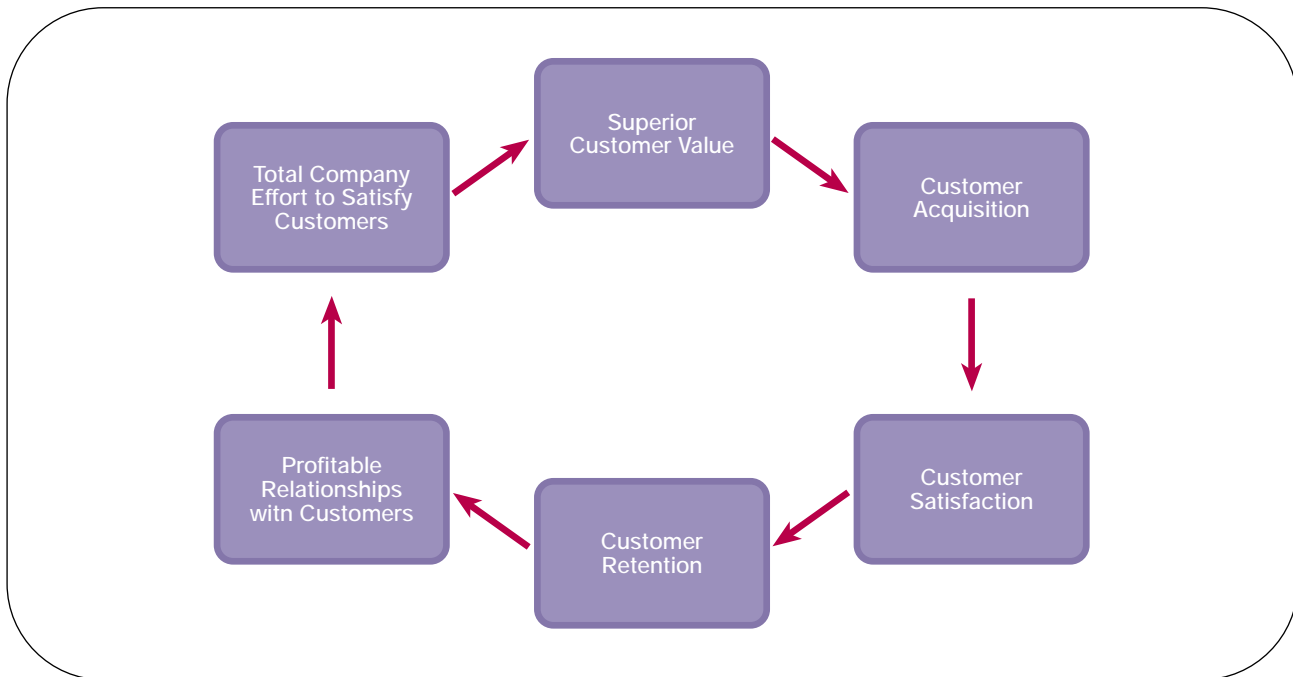 Superior
Customer Value
Total Company
Effort to Satisfy
Customers
Customer
Acquisition
Profitable
Relationships
witn Customers
Customer
Satisfaction
Customer
Retention